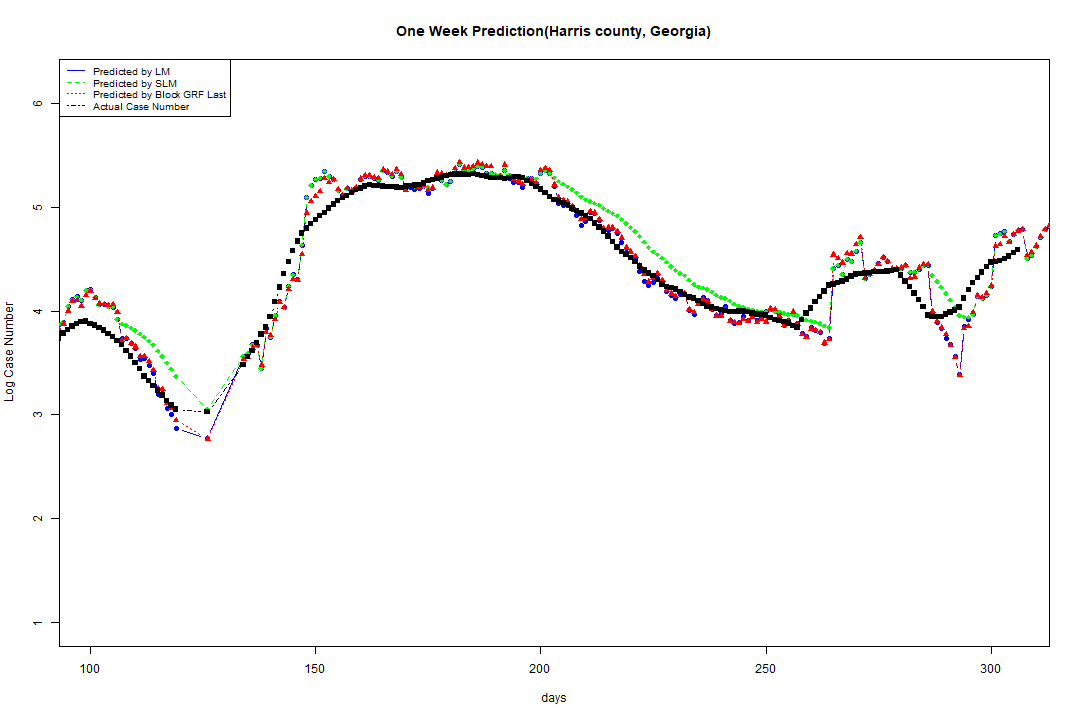 One Week Prediction(Harris county, Georgia)
Predicted by LM
Predicted by SLM
Predicted by Block GRF Last
Actual Case Number
Log Case Number
6
5
4
3
2
1
100 150 200 250 300
days